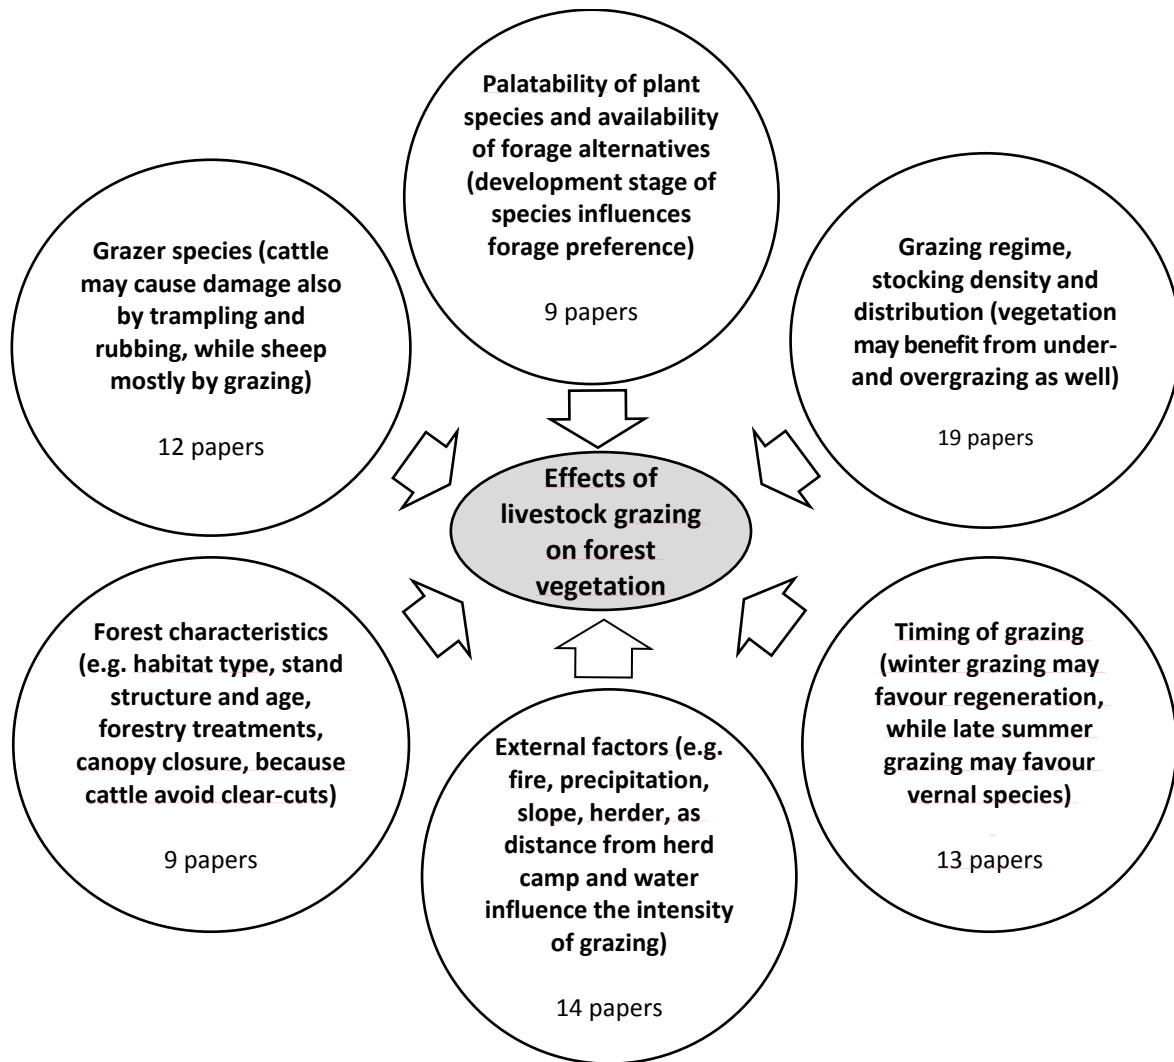 Palatability of plant
species and availability
of forage alternatives
(development stage of
species influences
forage preference)
9 papers
Grazer species (cattle
may cause damage also
by trampling and
rubbing, while sheep
mostly by grazing)
12 papers
Grazing regime,
stocking density and
distribution (vegetation
may benefit from under-
and overgrazing as well)
19 papers
Effects of
livestock grazing
on forest
vegetation
Forest characteristics
(e.g. habitat type, stand
structure and age,
forestry treatments,
canopy closure, because
cattle avoid clear-cuts)
9 papers
External factors (e.g.
fire, precipitation,
slope, herder, as
distance from herd
camp and water
influence the intensity
of grazing)
14 papers
Timing of grazing
(winter grazing may
favour regeneration,
while late summer
grazing may favour
vernal species)
13 papers